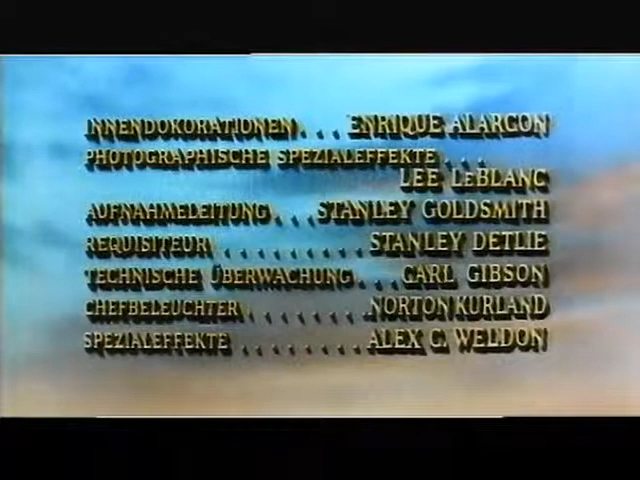 INNENDOKORATIONEN. . . ENRIQUE ALARCON
PHOTOGRAPHISCHE SPEZIALEFFEKTE . . .
LEE LEBLANC
AUFNAHMELEITUNG. . . STANLEY GOLDSMITH
REQUISITEUR. . . . . . . . . . STANLEY DETLIE
TECHNISCHE ÜBERWACHUNG. . . . CARL GIBSON
CHEFBELEUCHTER. . . . . . . . . NORTON KURLAND
SPEZIALEFFEKTE . . . . . . . . ALEX C. WELDON